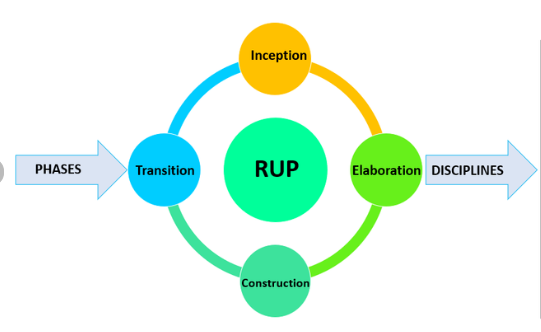 Inception
PHASES
Transition
RUP
Elaboration
DISCIPLINES
Construction